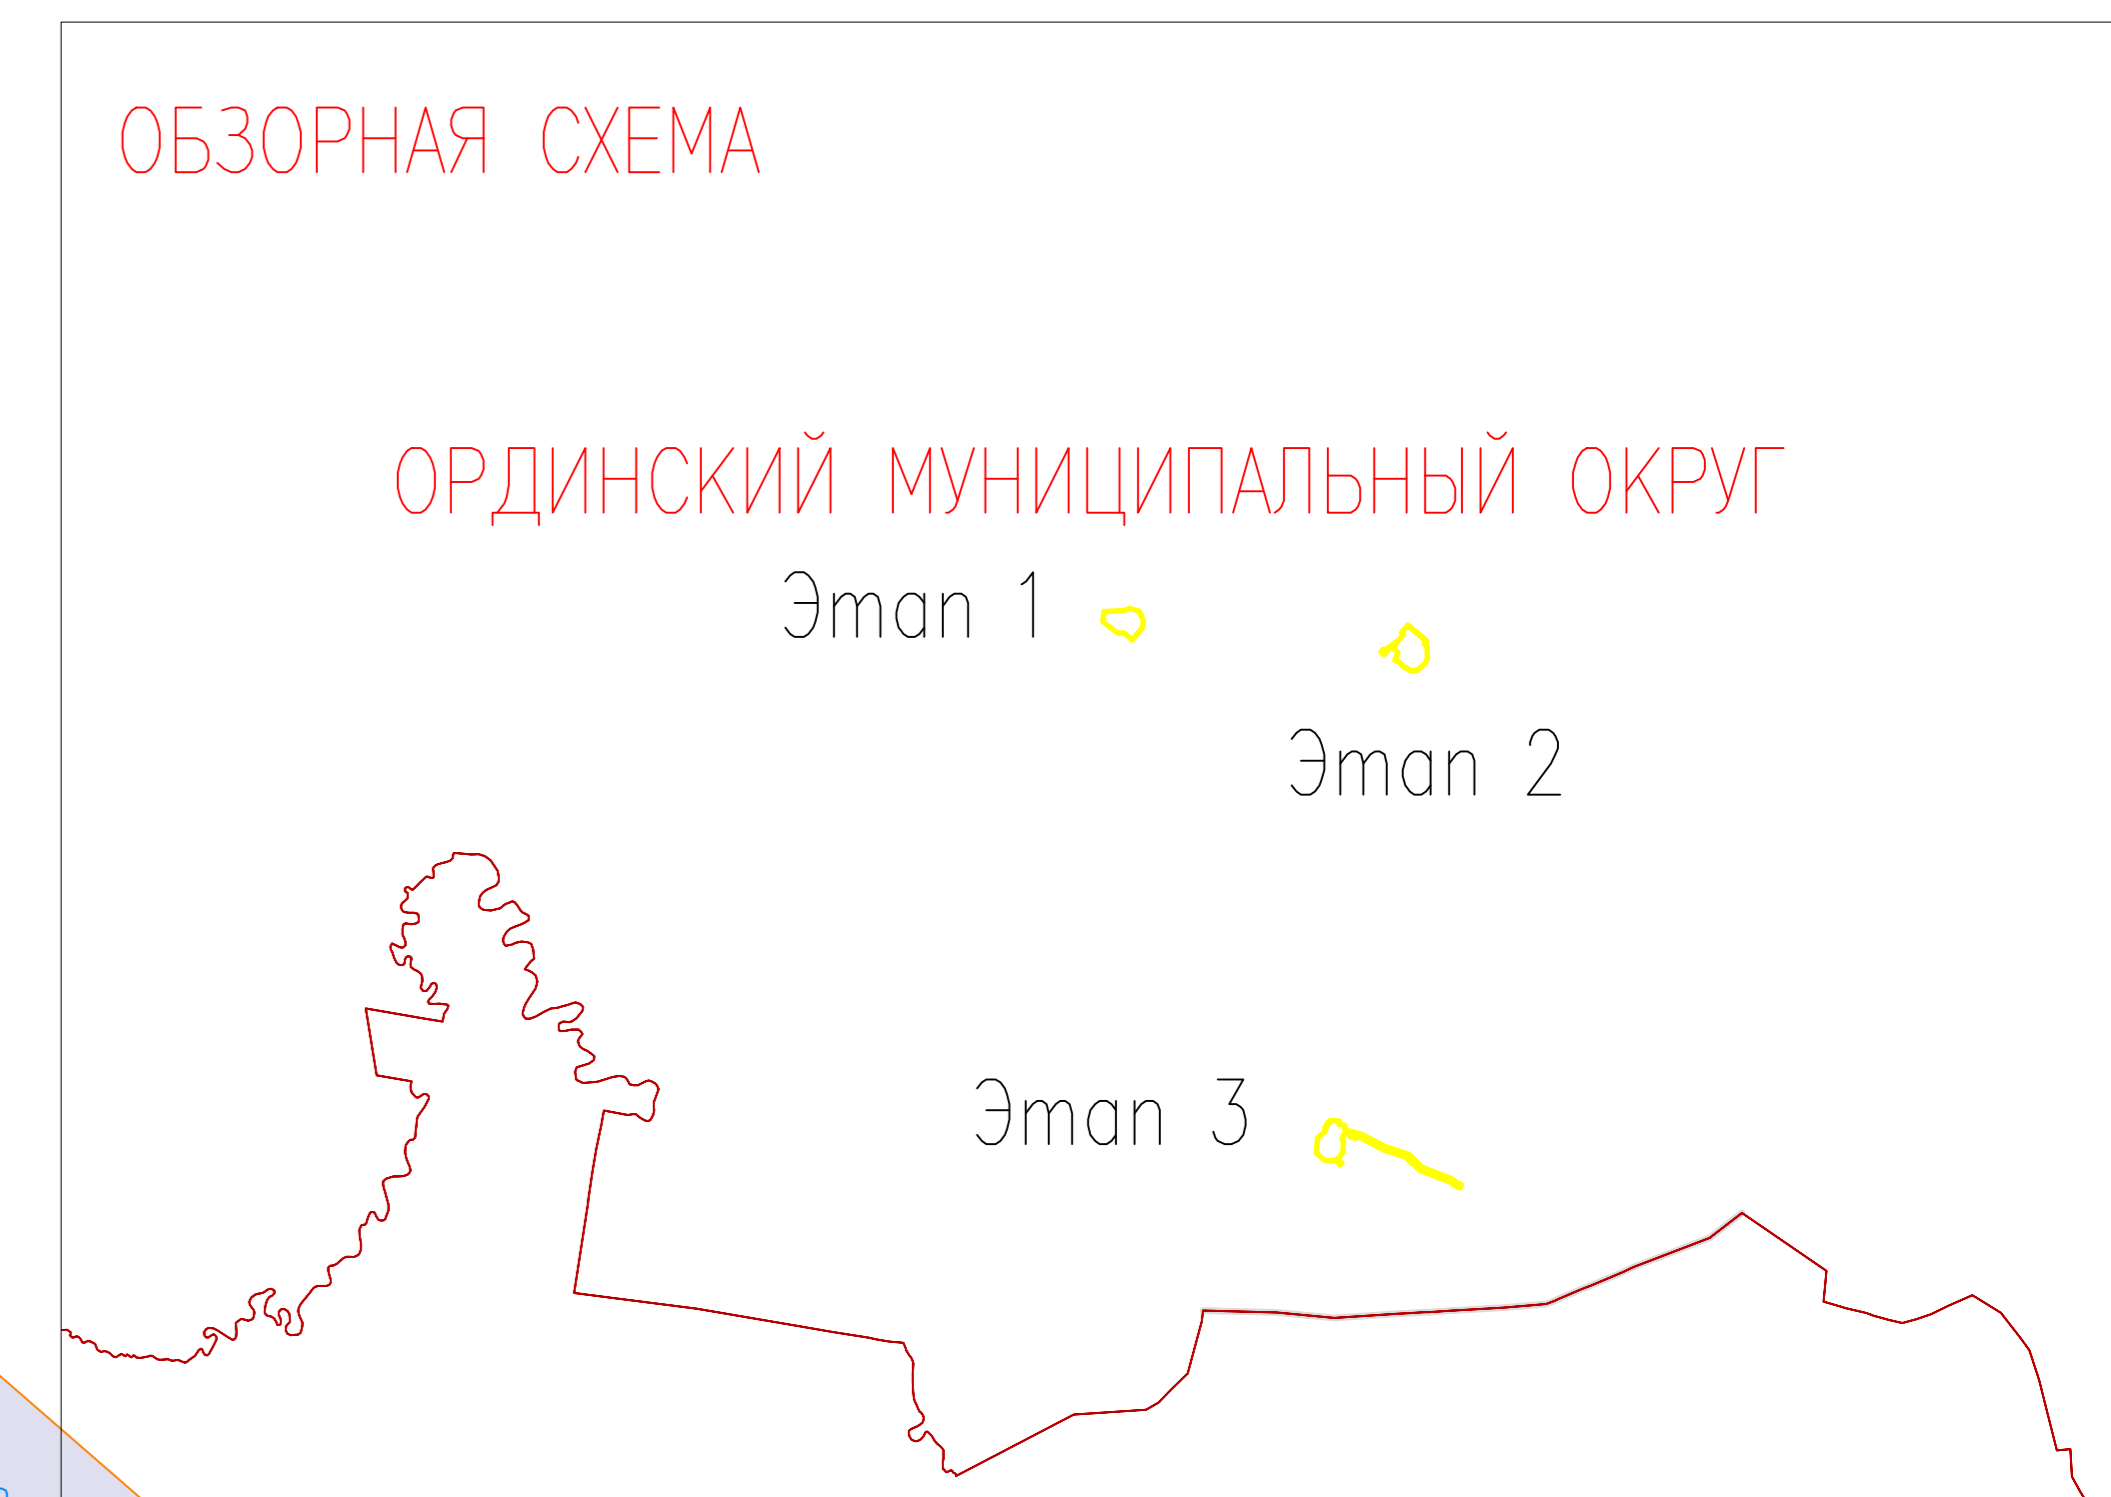 ОБЗОРНАЯ СХЕМА
ОРДИНСКИЙ МУНИЦИПАЛЬНЫЙ ОКРУГ
Этап 1
Этап 2
Этап 3